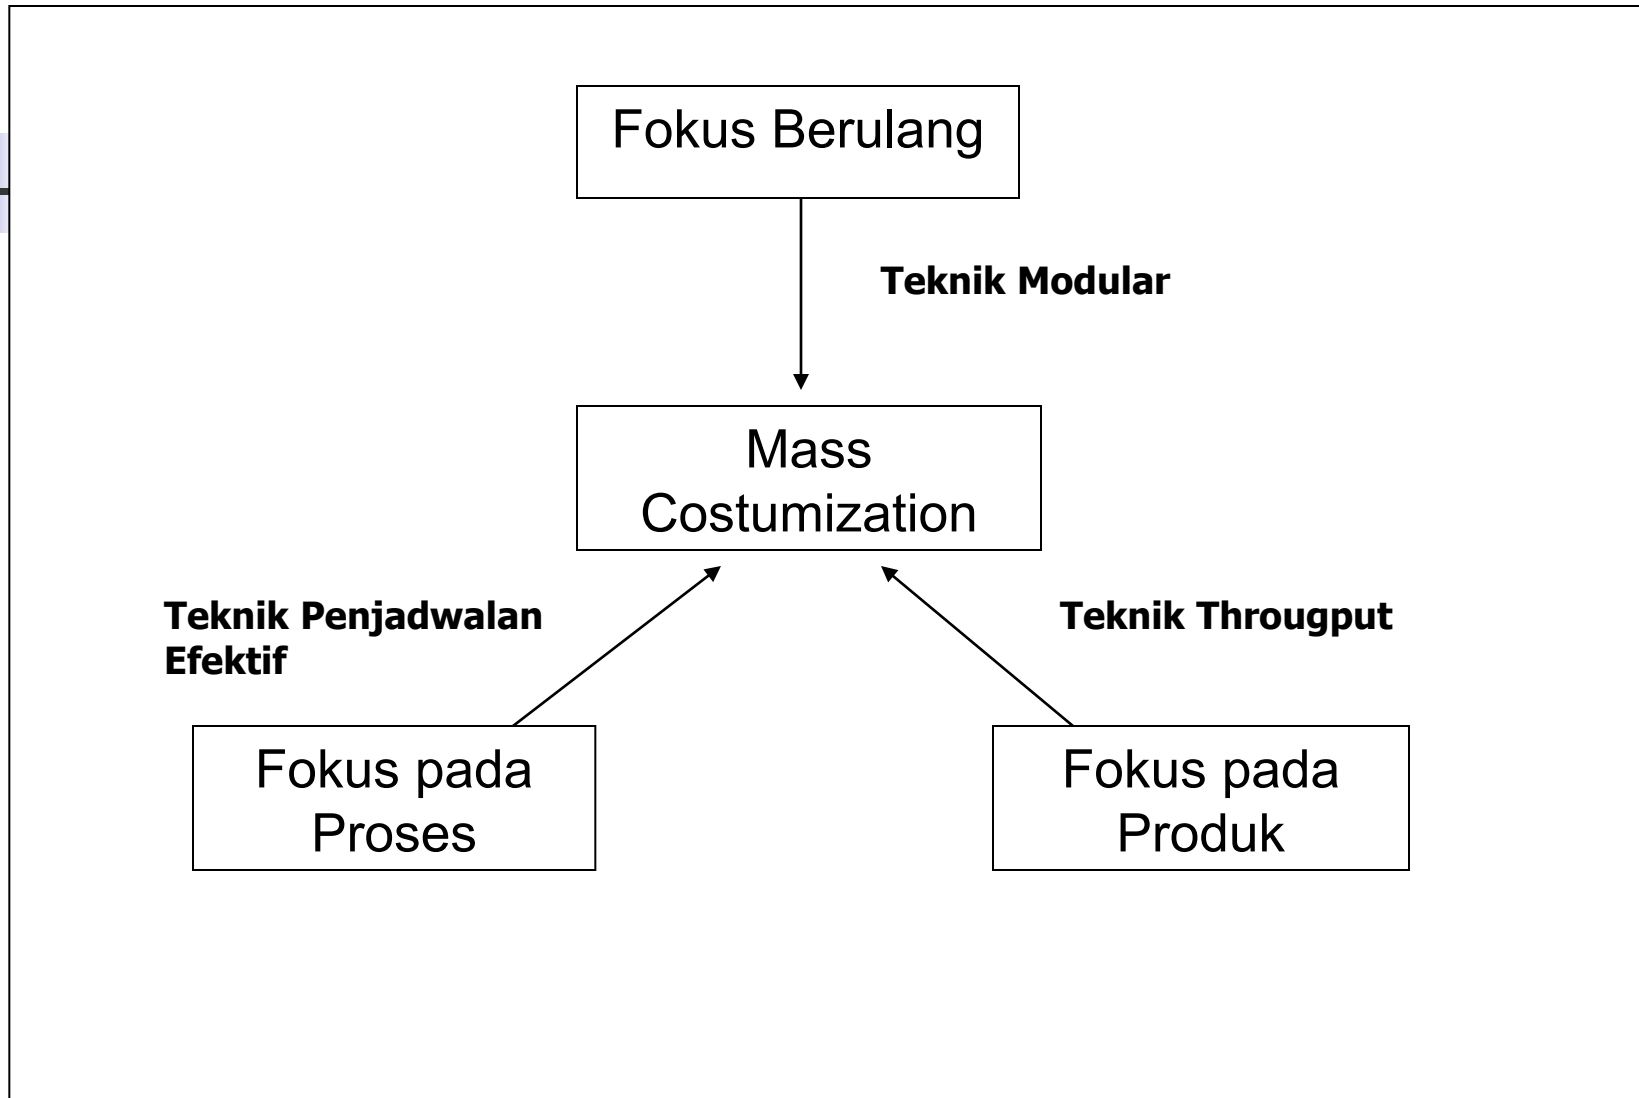 Fokus Berulang
Teknik Modular
Mass
Costumization
Teknik Penjadwalan
Efektif
Teknik Througput
Fokus pada
Proses
Fokus pada
Produk